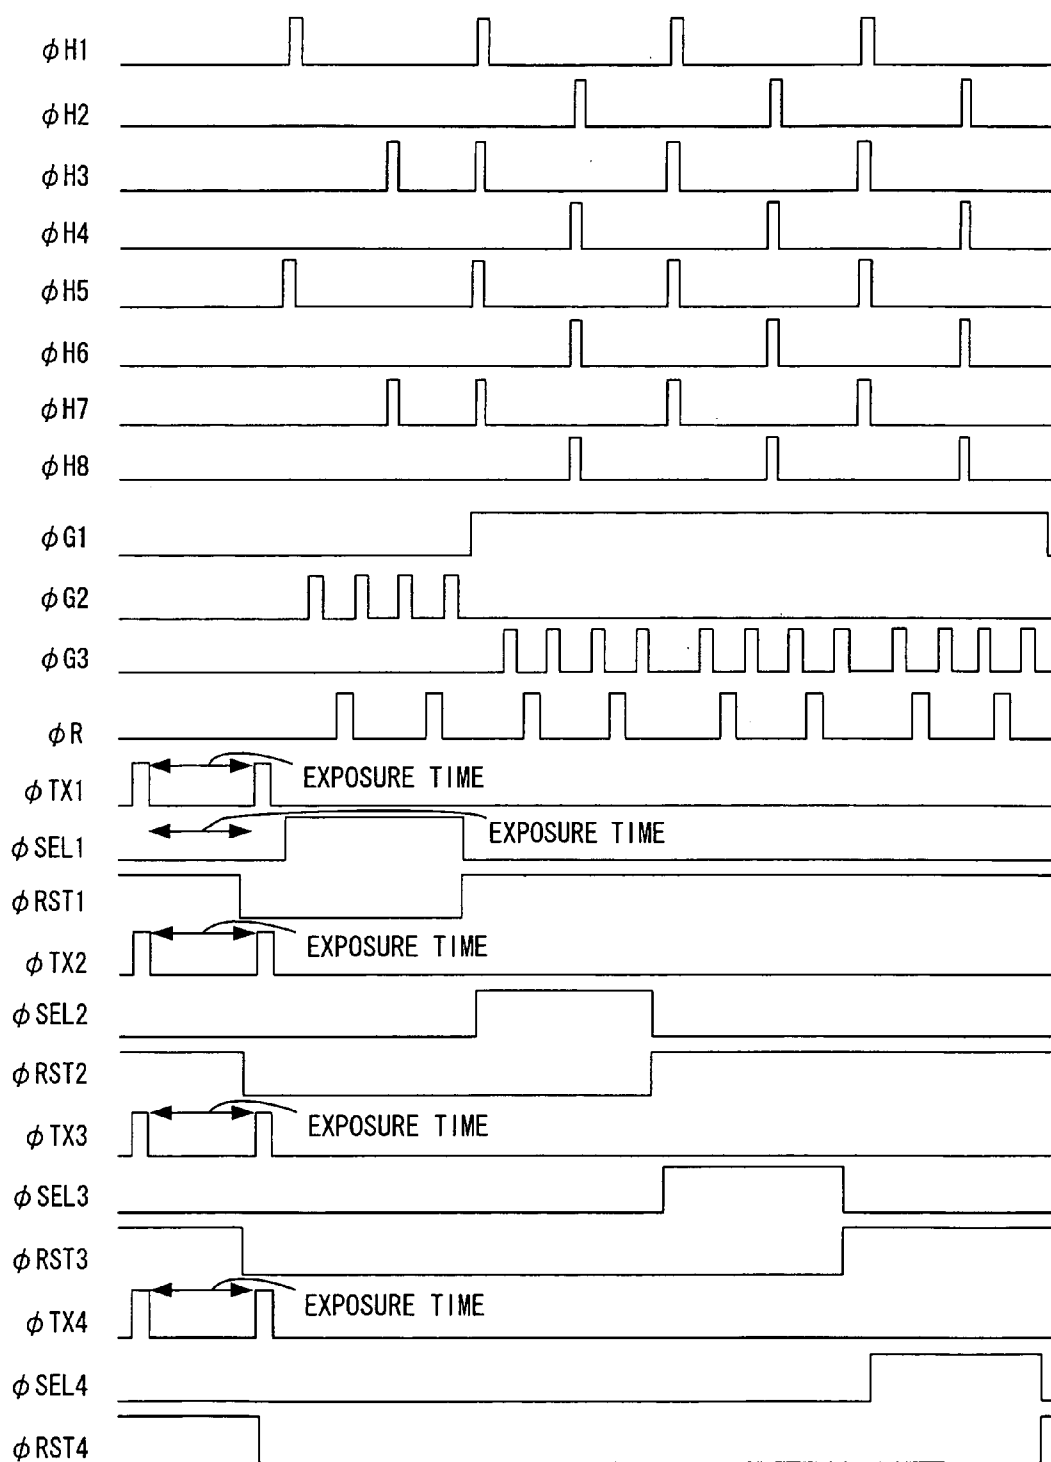 φH1
φH2
φH3
φH4
φH5
φH6
φH7
φH8
φG1
φG2
φG3
φR
EXPOSURE TIME
φTX1
EXPOSURE TIME
φSEL1
φRST1
EXPOSURE TIME
φTX2
φSEL2
φRST2
EXPOSURE TIME
φTX3
φSEL3
φRST3
EXPOSURE TIME
φTX4
φSEL4
φRST4